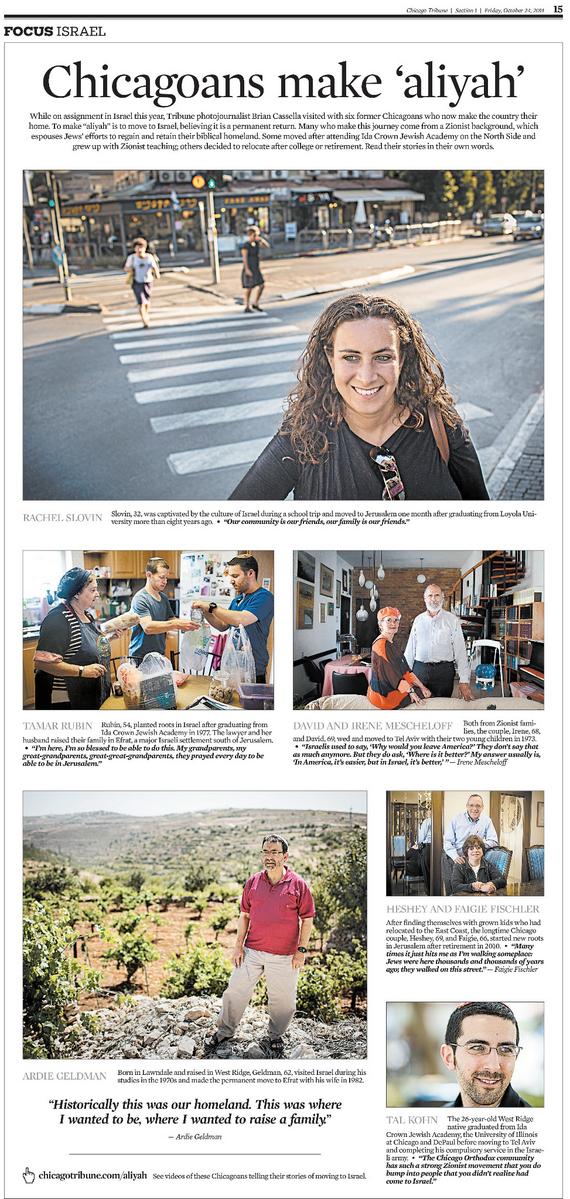 Chicago Tribune | Section 1 | Friday, October 24, 2014 15
FOCUS ISRAEL
Chicagoans make ‘aliyah’
While on assignment in Israel this year, Tribune photojournalist Brian Cassella visited with six former Chicagoans who now make the country their
home. To make “aliyah” is to move to Israel, believing it is a permanent return. Many who make this journey come from a Zionist background, which
espouses Jews’ efforts to regain and retain their biblical homeland. Some moved after attending Ida Crown Jewish Academy on the North Side and
grew up with Zionist teaching; others decided to relocate after college or retirement. Read their stories in their own words.
RACHEL SLOVIN Slovin, 32, was captivated by the culture of Israel during a school trip and moved to Jerusalem one month after graduating from Loyola Uni-
versity more than eight years ago. • “Our community is our friends, our family is our friends.”
TAMAR RUBIN Rubin, 54, planted roots in Israel after graduating from
Ida Crown Jewish Academy in 1977. The lawyer and her
husband raised their family in Efrat, a major Israeli settlement south of Jerusalem.
• “I’m here, I’m so blessed to be able to do this. My grandparents, my
great-grandparents, great-great-grandparents, they prayed every day to be
able to be in Jerusalem.”
DAVID AND IRENE MESCHELOFF Both from Zionist fami-
lies, the couple, Irene, 68,
and David, 69, wed and moved to Tel Aviv with their two young children in 1973.
• “Israelis used to say, ‘Why would you leave America?’ They don’t say that
as much anymore. But they do ask, ‘Where is it better?’ My answer usually is,
‘In America, it’s easier, but in Israel, it’s better,’ ” — Irene Mescheloff
HESHEY AND FAIGIE FISCHLER
After finding themselves with grown kids who had
relocated to the East Coast, the longtime Chicago
couple, Heshey, 69, and Faigie, 66, started new roots
in Jerusalem after retirement in 2010. • “Many
times it just hits me as I’m walking someplace:
Jews were here thousands and thousands of years
ago; they walked on this street.” — Faigie Fischler
ARDIE GELDMAN Born in Lawndale and raised in West Ridge, Geldman, 62, visited Israel during his
studies in the 1970s and made the permanent move to Efrat with his wife in 1982.
“Historically this was our homeland. This was where
I wanted to be, where I wanted to raise a family.”
— Ardie Geldman
chicagotribune.com/aliyah See videos of these Chicagoans telling their stories of moving to Israel.
TAL KOHN The 26-year-old West Ridge
native graduated from Ida
Crown Jewish Academy, the University of Illinois
at Chicago and DePaul before moving to Tel Aviv
and completing his compulsory service in the Israe-
li army. • “The Chicago Orthodox community
has such a strong Zionist movement that you do
bump into people that you didn’t realize had
come to Israel.”